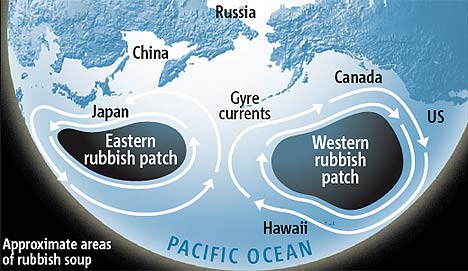 Russia
China
Canada
Japan
Gyre
currents
US
Eastern
rubbish patch
Western
rubbish
patch
Hawaii
Approximate areas
of rubbish soup
PACIFIC OCEAN